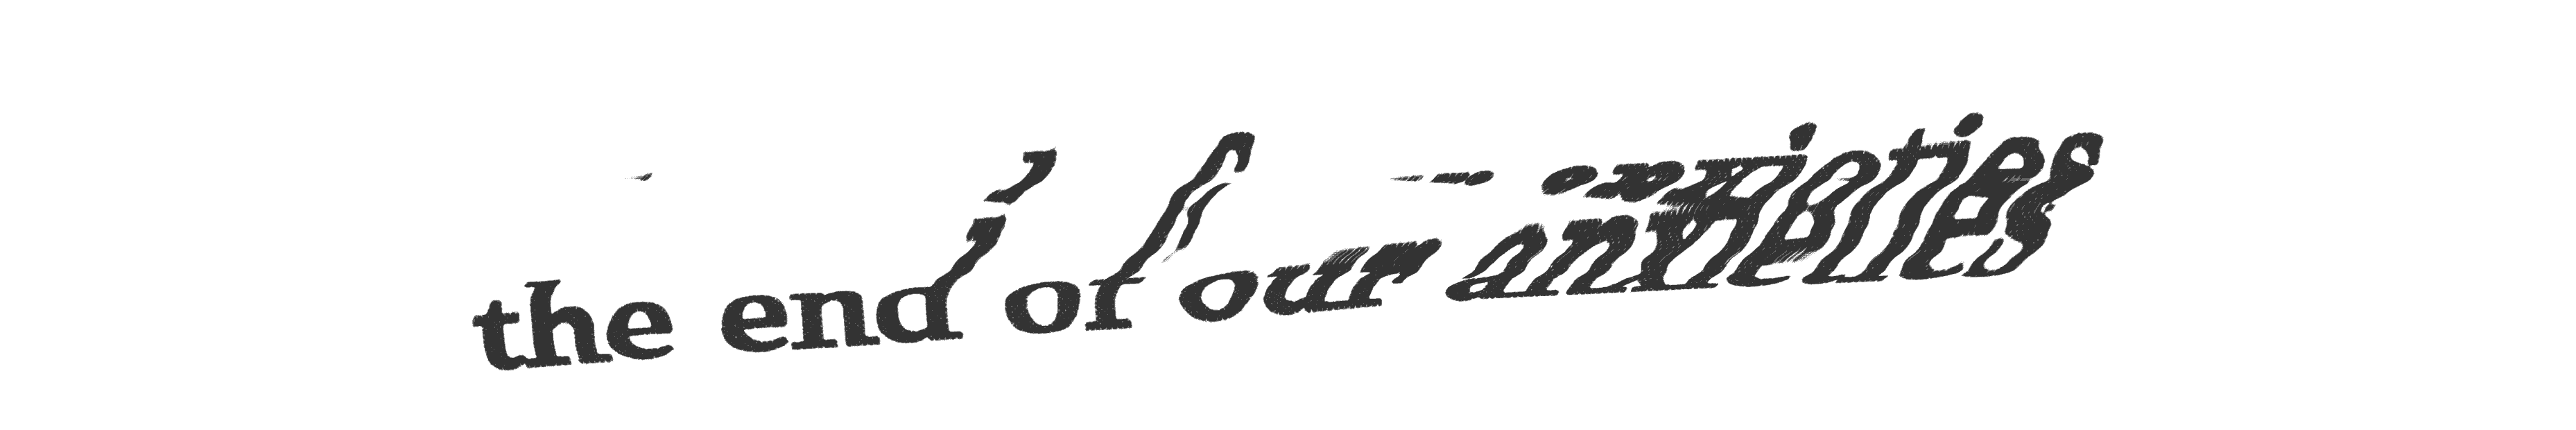 the end of our anxieties